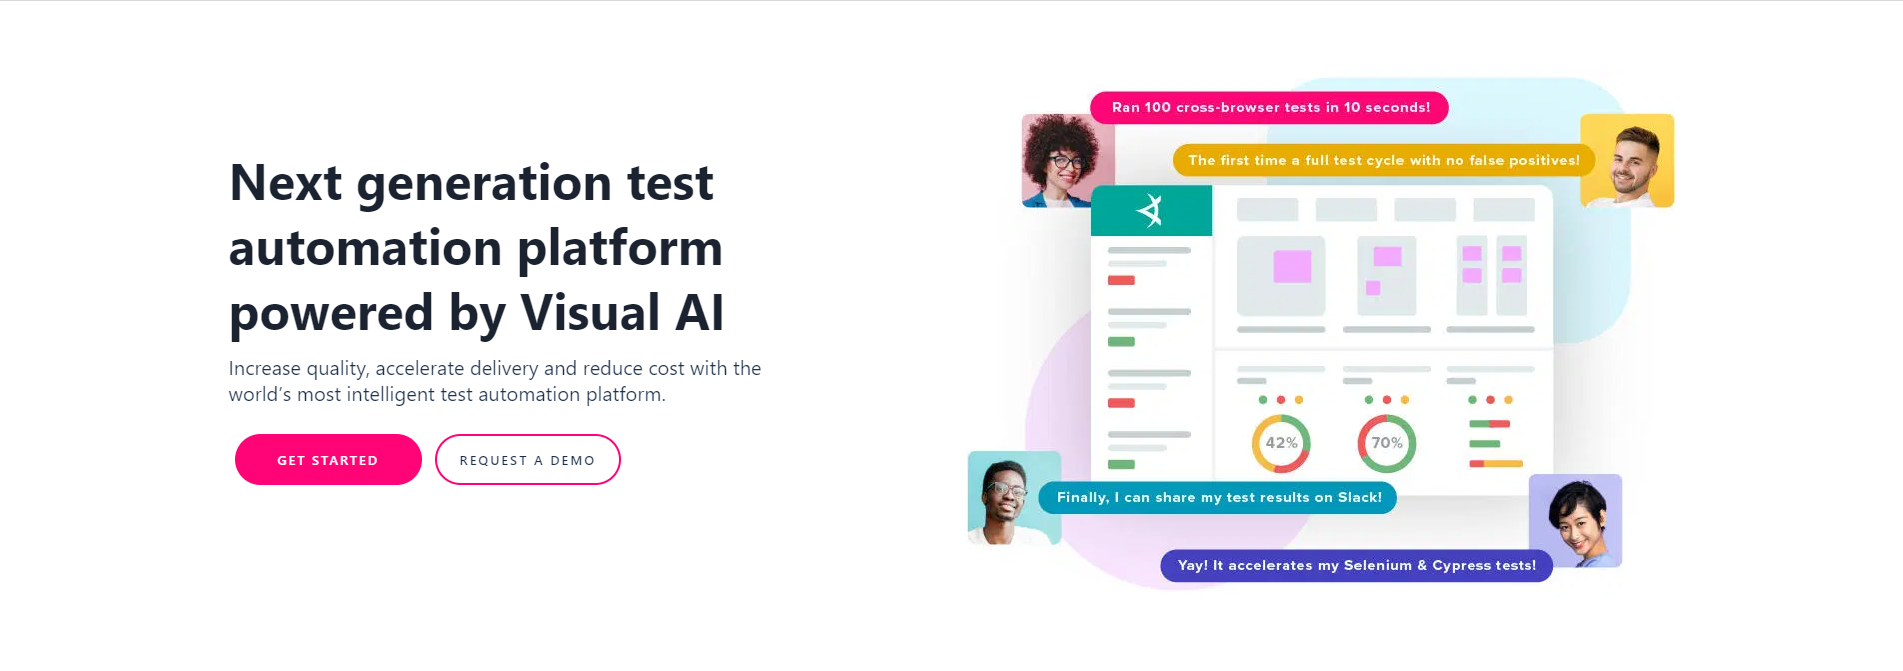 Next generation test
automation platform
powered by Visual AI
Increase quality, accelerate delivery and reduce cost with the
world’s most intelligent test automation platform.
GET STARTED
REQUEST A DEMO
Ran 100 cross-browser tests in 10 seconds!
The first time a full test cycle with no false positives!
42%
70%
Finally, I can share my test results on Slack!
Yay! It accelerates my Selenium & Cypress tests!